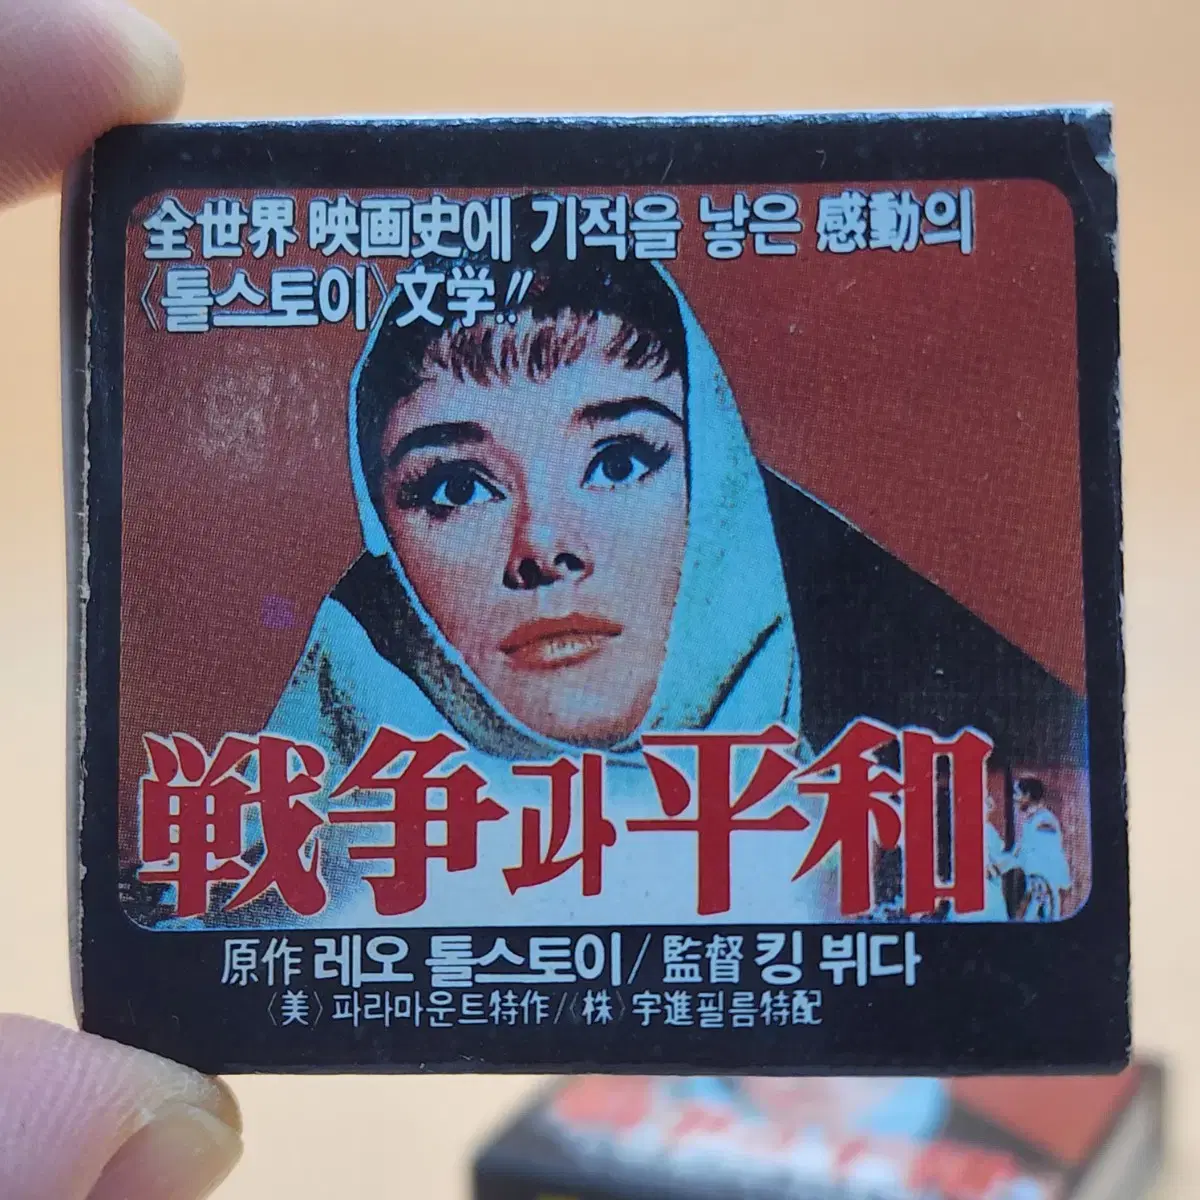 全世界 映画史에 기적을 낳은 感動의
〈톨스토이〉文学!!
戦争과 平和
原作 레오 톨스토이/監督 킹 뷔다
〈美〉파라마운트特作/〈株〉宇進필름特配